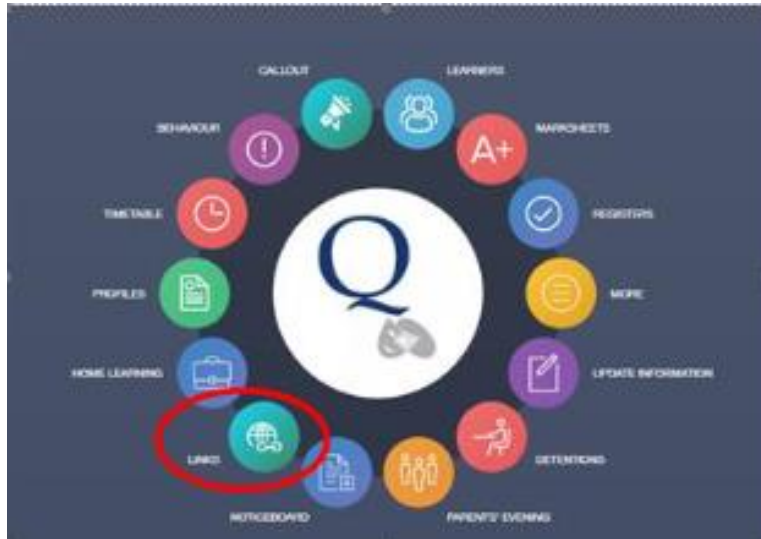 CALLOUT
LEARNERS
BEHAVIOUR
MARKSHEETS
A+
TIMETABLE
REGISTERS
Q
PROFILES
MORE
HOME LEARNING
UPDATE INFORMATION
LINKS
DETENTIONS
NOTICEBOARD
PARENTS' EVENING